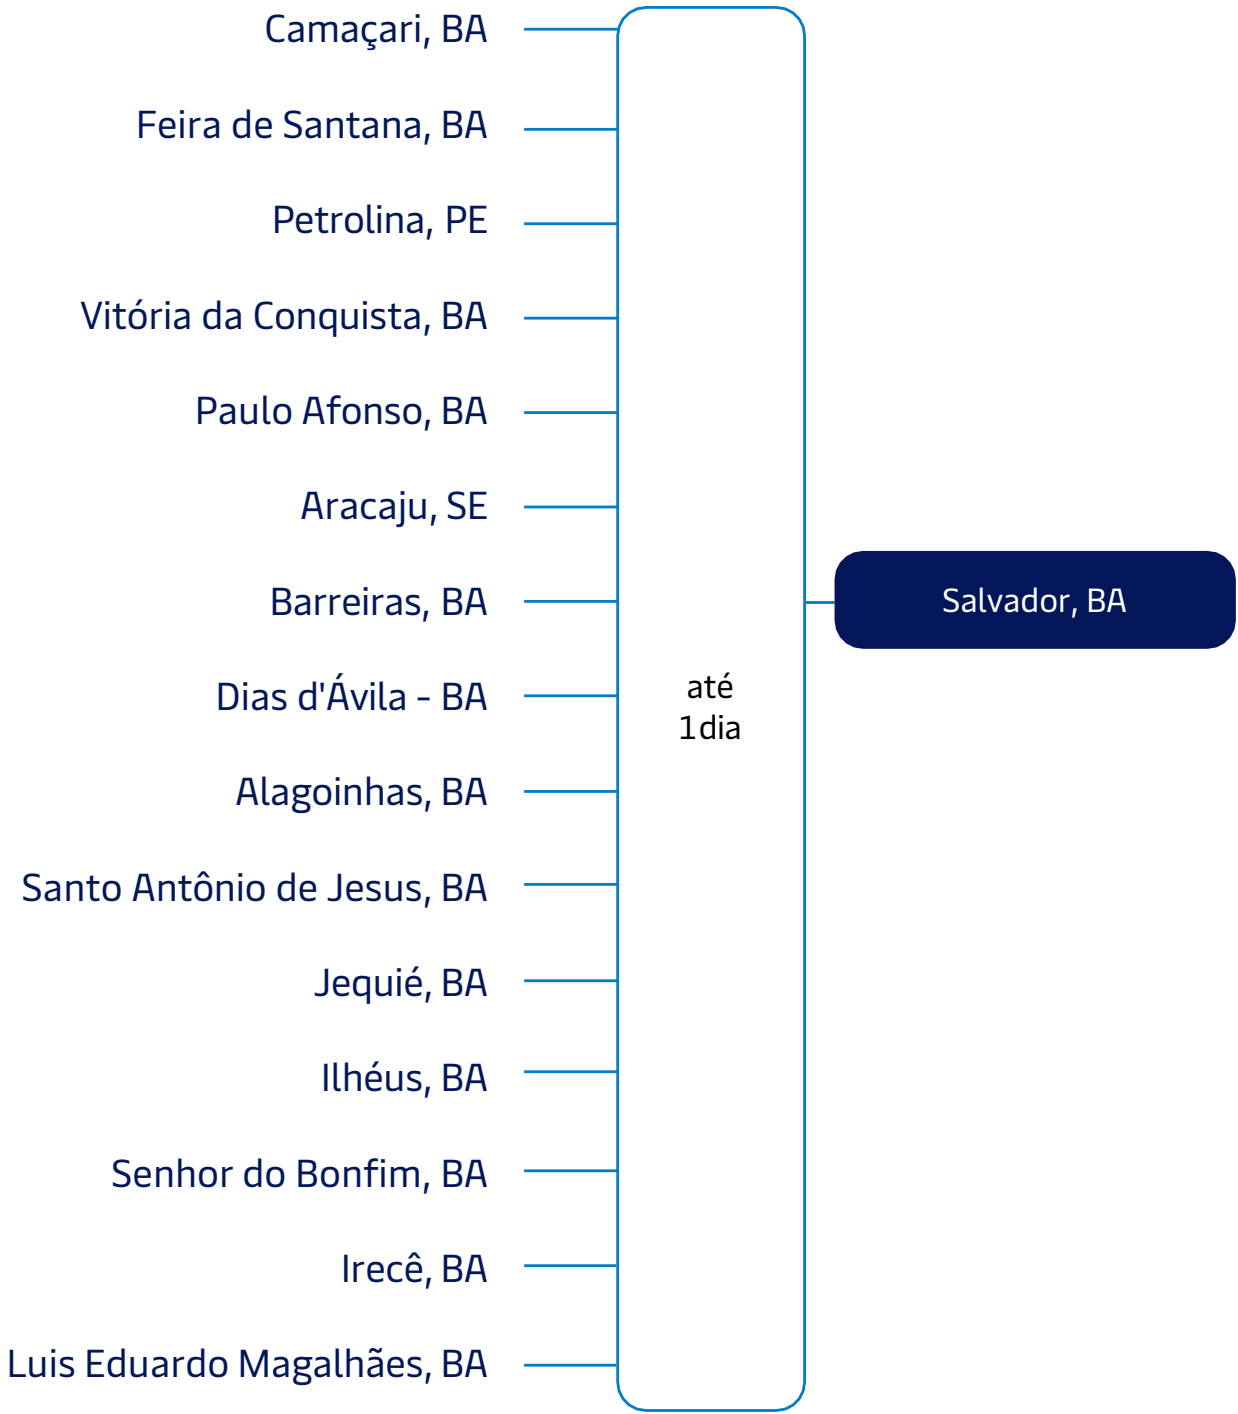 Camaçari, BA
Feira de Santana, BA
Petrolina, PE
Vitória da Conquista, BA
Paulo Afonso, BA
Aracaju, SE
Barreiras, BA
Dias d'Ávila - BA
Alagoinhas, BA
Santo Antônio de Jesus, BA
Jequié, BA
Ilhéus, BA
Senhor do Bonfim, BA
Irecê, BA
Luis Eduardo Magalhães, BA
até
1 dia
Salvador, BA